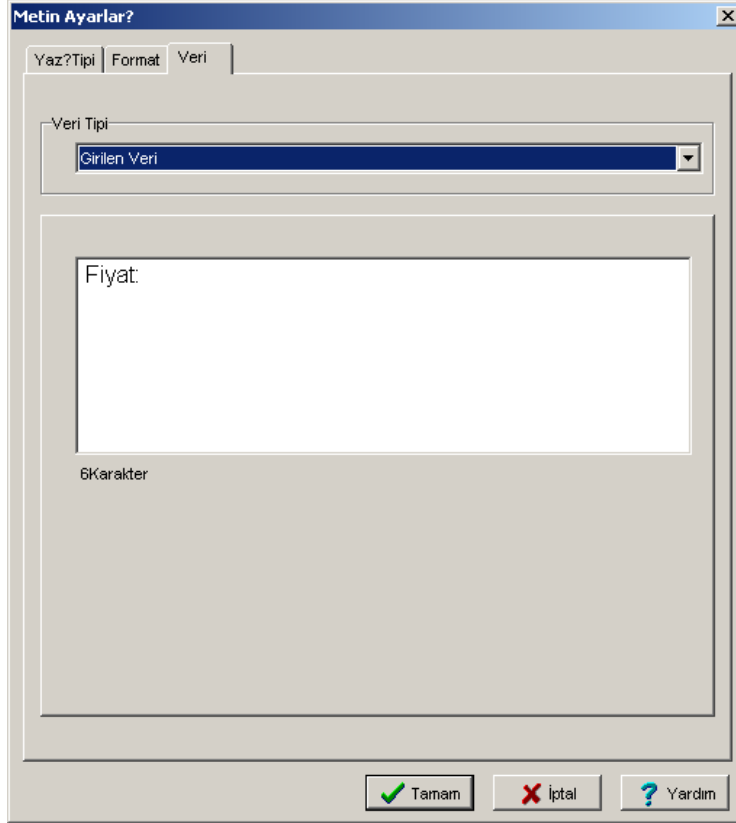 Metin Ayarlar?
Yaz?Tipi Format Veri
Veri Tipi
Girilen Veri
Fiyat:
6Karakter
Tamam İptal Yardım